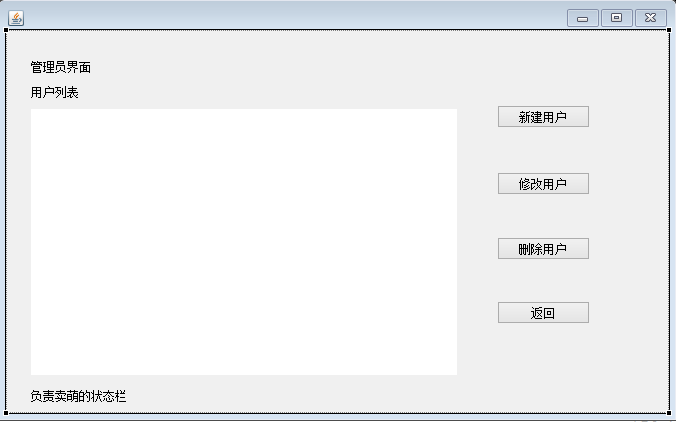 管理员界面
用户列表
新建用户
修改用户
删除用户
返回
负责卖萌的状态栏